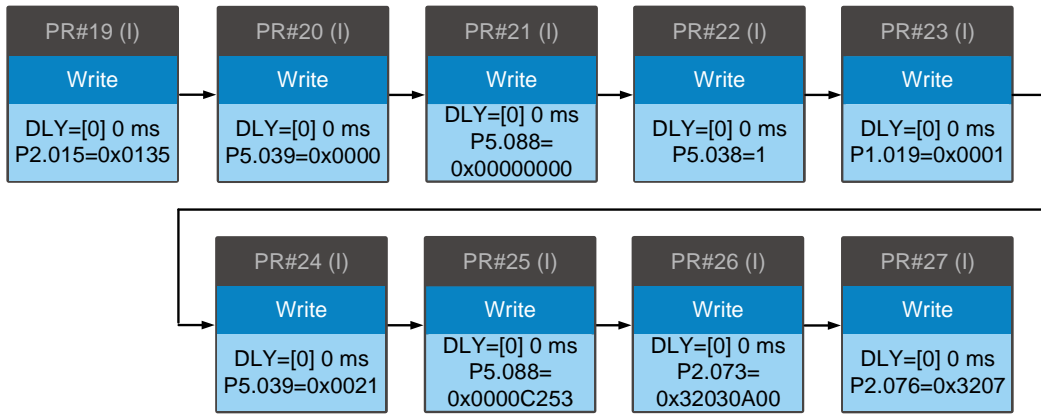 PR#19 (I)
Write
DLY=[0] 0 ms
P2.015=0x0135
PR#20 (I)
Write
DLY=[0] 0 ms
P5.039=0x0000
PR#21 (I)
Write
DLY=[0] 0 ms
P5.088=
0x00000000
PR#22 (I)
Write
DLY=[0] 0 ms
P5.038=1
PR#23 (I)
Write
DLY=[0] 0 ms
P1.019=0x0001
PR#24 (I)
Write
DLY=[0] 0 ms
P5.039=0x0021
PR#25 (I)
Write
DLY=[0] 0 ms
P5.088=
0x0000C253
PR#26 (I)
Write
DLY=[0] 0 ms
P2.073=
0x32030A00
PR#27 (I)
Write
DLY=[0] 0 ms
P2.076=0x3207